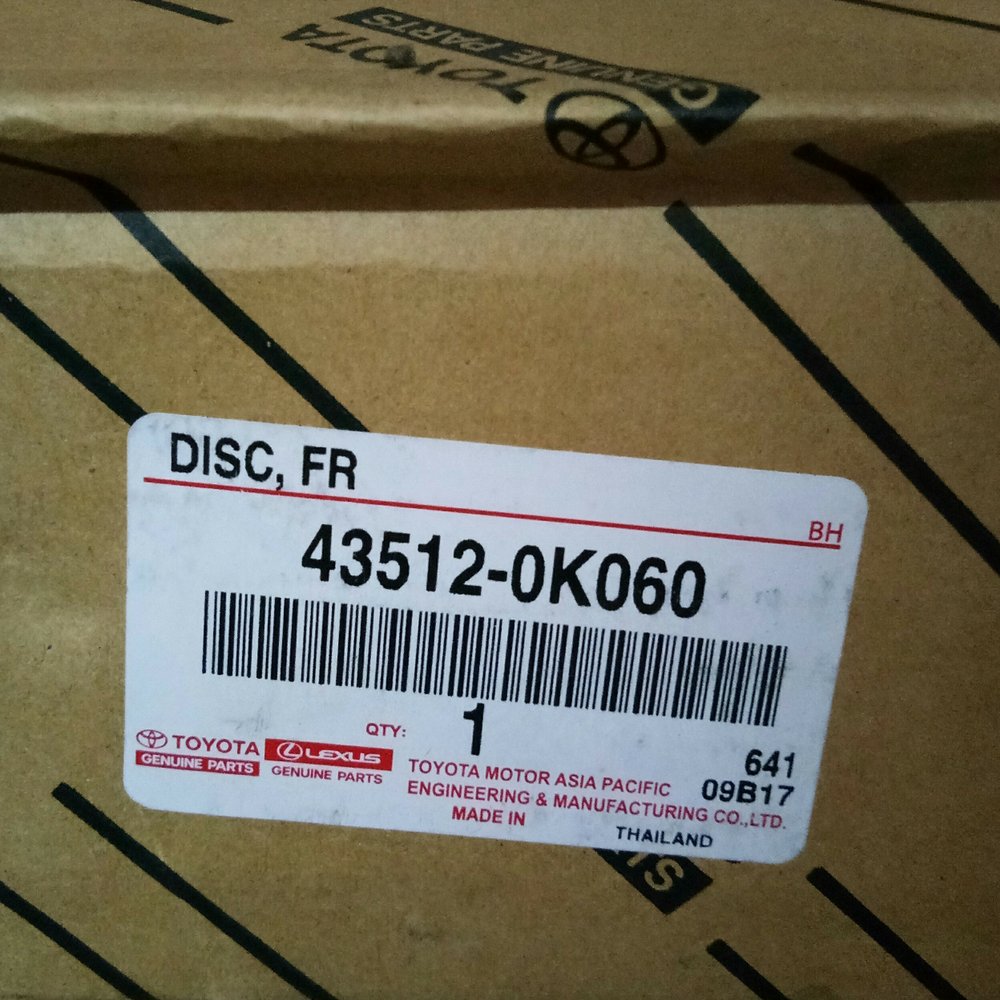 TOYOTA
GENUINE PARTS
DISC, FR
BH
43512-0K060
QTY: 1
TOYOTA
GENUINE PARTS
LEXUS
GENUINE PARTS
TOYOTA MOTOR ASIA PACIFIC
ENGINEERING & MANUFACTURING CO.,LTD.
MADE IN
THAILAND
641
09B17